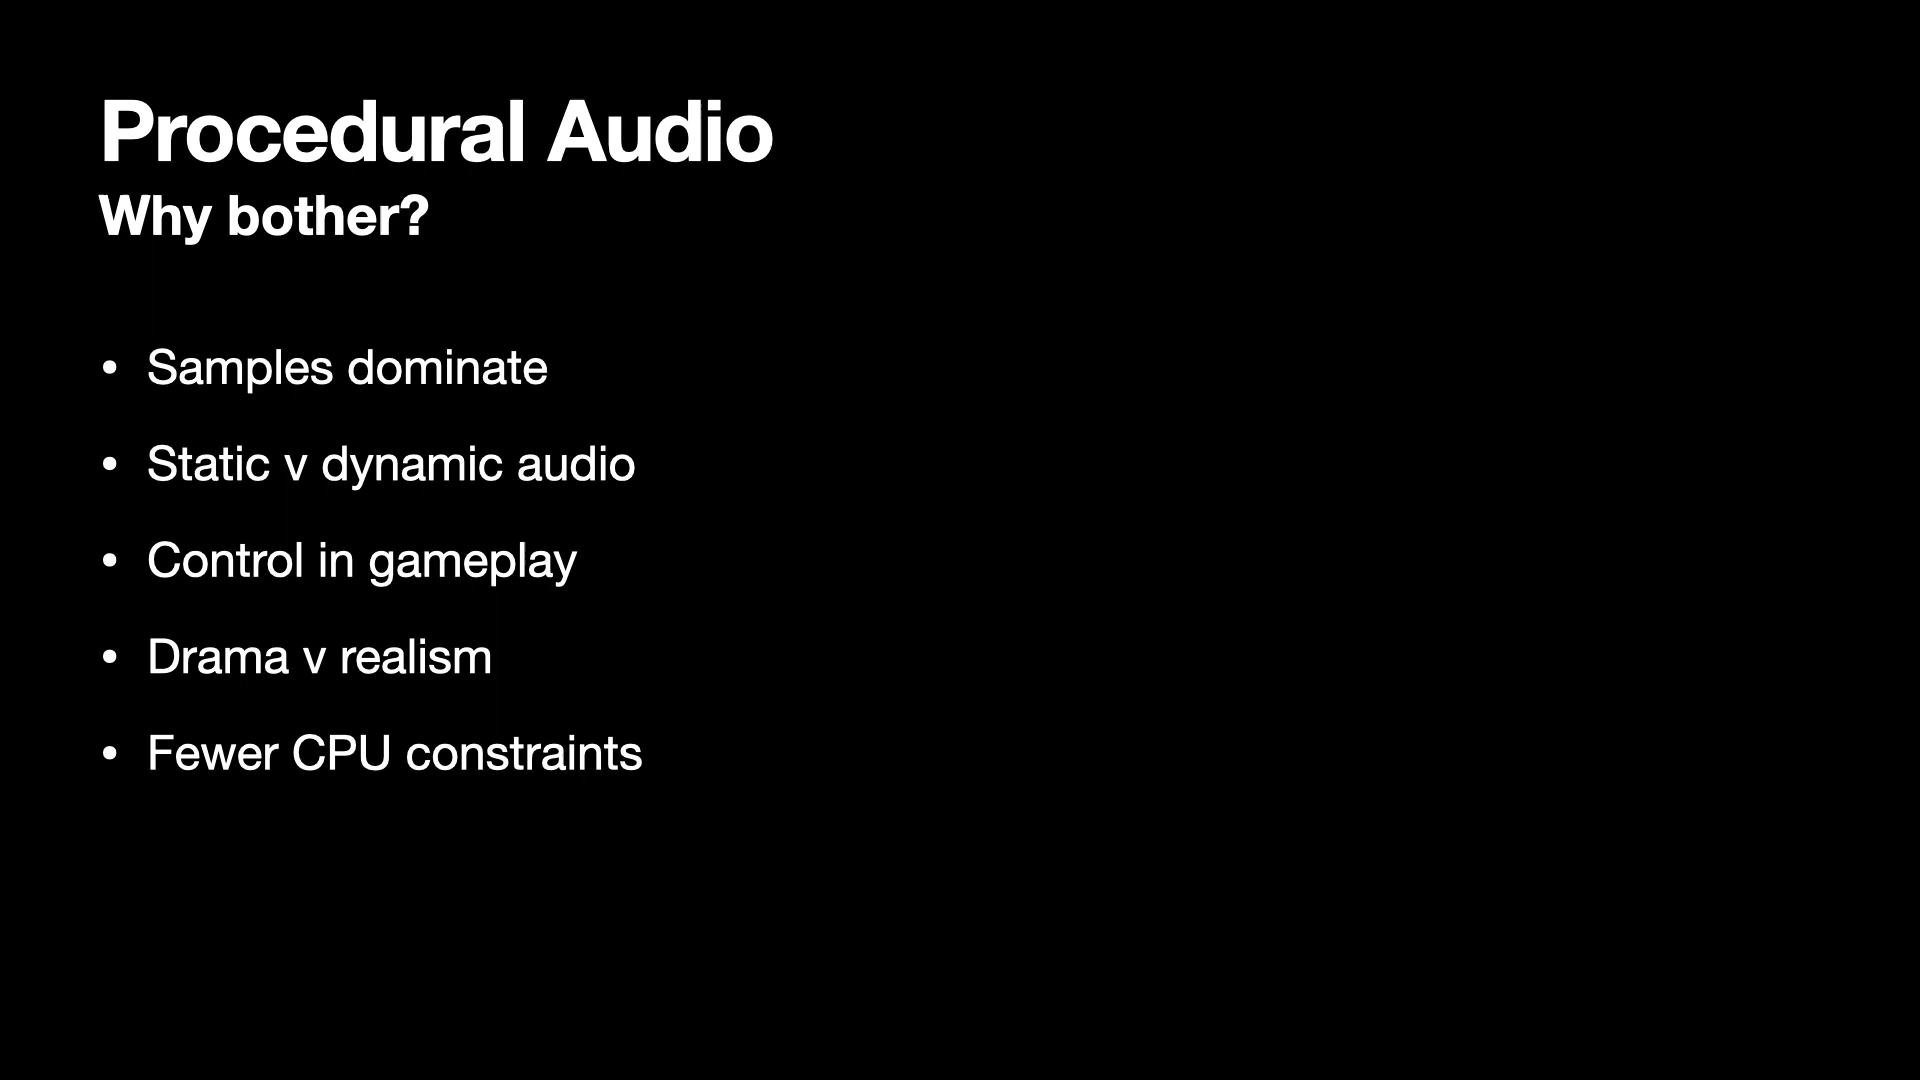 Procedural Audio
Why bother?
• Samples dominate
• Static v dynamic audio
• Control in gameplay
• Drama v realism
• Fewer CPU constraints